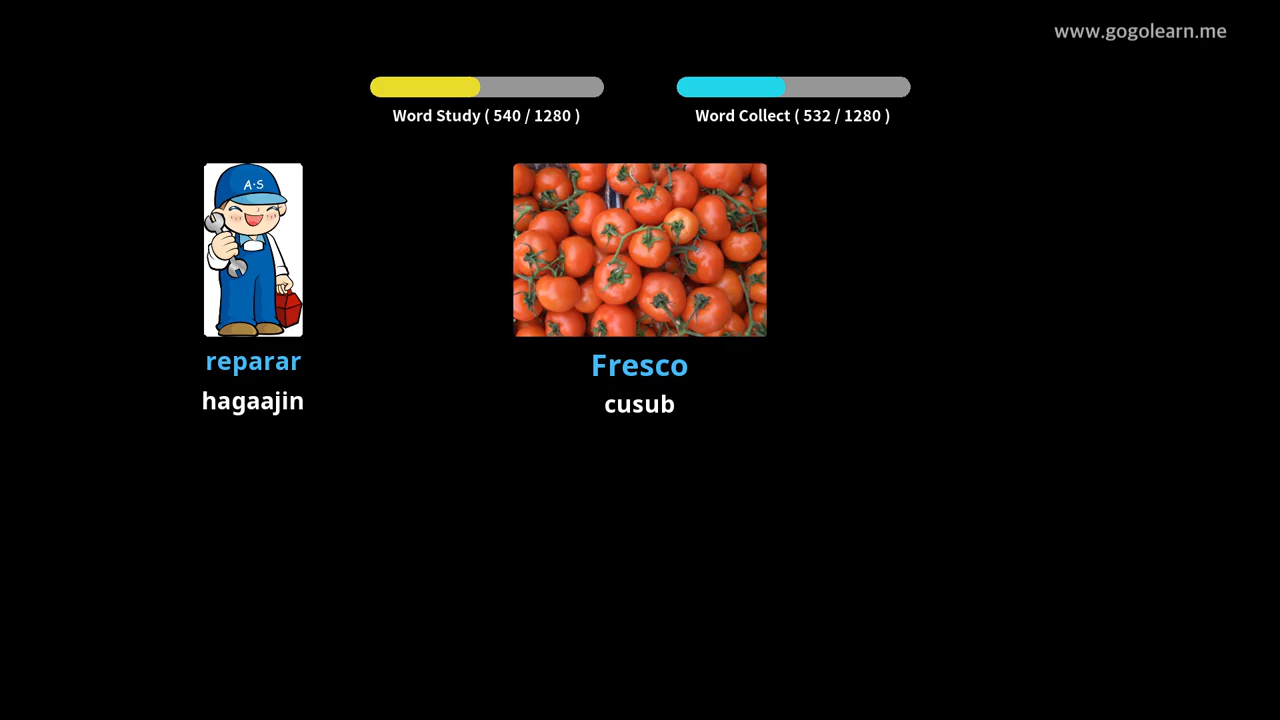 www.gogolearn.me
Word Study ( 540 / 1280 )
Word Collect ( 532 / 1280 )
A·S
reparar
hagaajin
Fresco
cusub